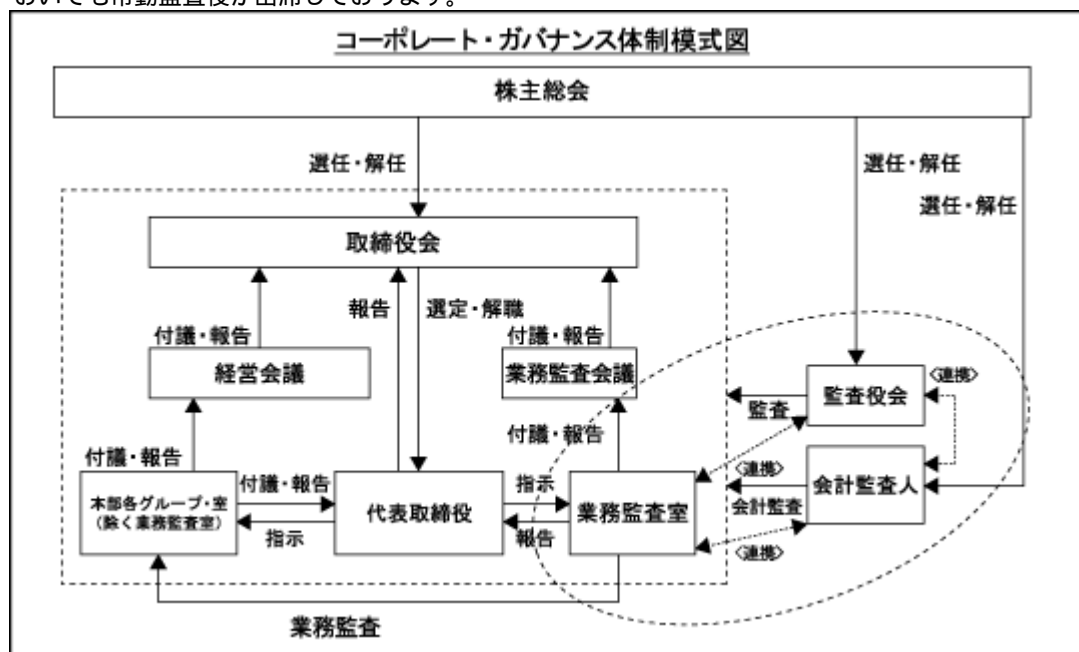 おいても常勤監査役が出席しております。
コーポレート・ガバナンス体制模式図
株主総会
選任・解任
選任・解任
選任・解任
取締役会
報告
選定・解職
付議・報告
付議・報告
経営会議
業務監査会議
監査役会
〈連携〉
監査
付議・報告
付議・報告
本部各グループ・室
(除く業務監査室)
付議・報告
指示
代表取締役
指示
報告
業務監査室
〈連携〉
会計監査
会計監査人
〈連携〉
業務監査